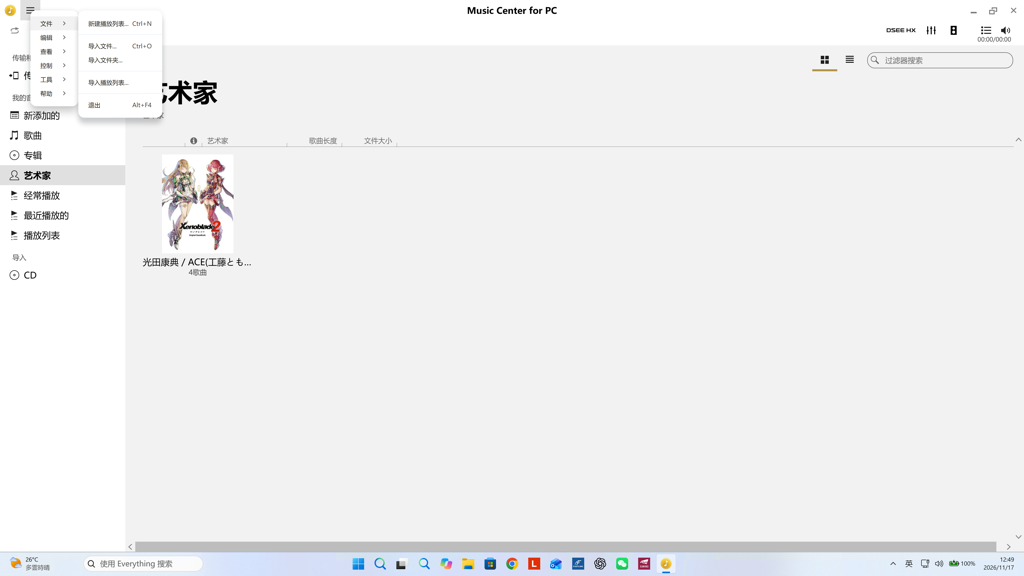 Music Center for PC
文件
编辑
查看
控制
工具
帮助
新建播放列表... Ctrl+N
导入文件... Ctrl+O
导入文件夹...
导入播放列表...
退出 Alt+F4
DSEE HX
00:00/00:00
过滤器搜索
艺术家
新添加的
歌曲
专辑
艺术家
经常播放
最近播放的
播放列表
导入
CD
艺术家
歌曲长度
文件大小
Xenoblade 2
光田康典 / ACE(工藤とも...
4歌曲
26°C
多雲時晴
使用 Everything 搜索
英
100%
12:49
2026/11/17